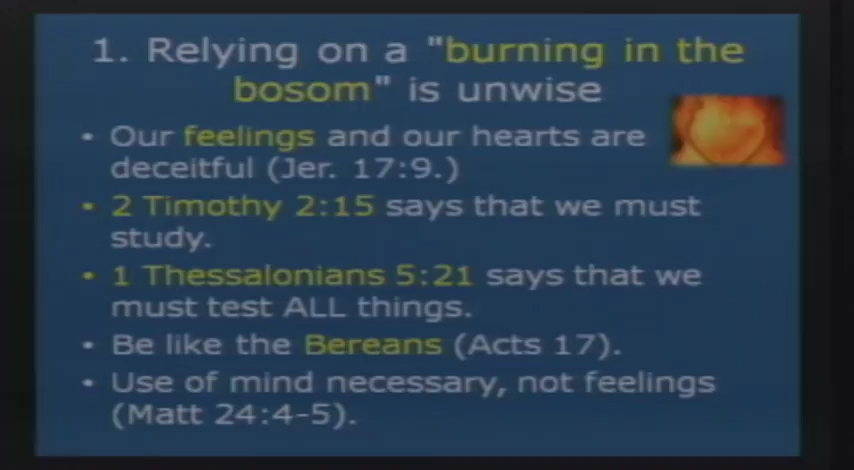 1. Relying on a "burning in the
bosom" is unwise
• Our feelings and our hearts are
deceitful (Jer. 17:9.)
• 2 Timothy 2:15 says that we must
study.
• 1 Thessalonians 5:21 says that we
must test ALL things.
• Be like the Bereans (Acts 17).
• Use of mind necessary, not feelings
(Matt 24:4-5).